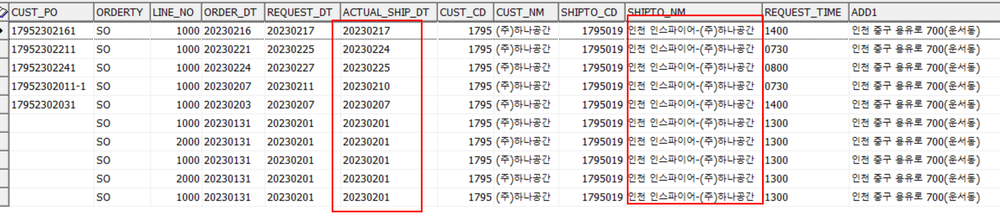 CUST_PO ORDERTY LINE_NO ORDER_DT REQUEST_DT ACTUAL_SHIP_DT CUST_CD CUST_NM SHIPTO_CD SHIPTO_NM REQUEST_TIME ADD1
17952302161 SO 1000 20230216 20230217 20230217 1795 (주)하나공간 1795019 인천 인스파이어-(주)하나공간 1400 인천 중구 용유로 700(운서동)
17952302211 SO 1000 20230221 20230225 20230224 1795 (주)하나공간 1795019 인천 인스파이어-(주)하나공간 0730 인천 중구 용유로 700(운서동)
17952302241 SO 1000 20230224 20230227 20230225 1795 (주)하나공간 1795019 인천 인스파이어-(주)하나공간 0800 인천 중구 용유로 700(운서동)
17952302011-1 SO 1000 20230207 20230211 20230210 1795 (주)하나공간 1795019 인천 인스파이어-(주)하나공간 0730 인천 중구 용유로 700(운서동)
17952302031 SO 1000 20230203 20230207 20230207 1795 (주)하나공간 1795019 인천 인스파이어-(주)하나공간 1400 인천 중구 용유로 700(운서동)
SO 1000 20230131 20230201 20230201 1795 (주)하나공간 1795019 인천 인스파이어-(주)하나공간 1300 인천 중구 용유로 700(운서동)
SO 2000 20230131 20230201 20230201 1795 (주)하나공간 1795019 인천 인스파이어-(주)하나공간 1300 인천 중구 용유로 700(운서동)
SO 1000 20230131 20230201 20230201 1795 (주)하나공간 1795019 인천 인스파이어-(주)하나공간 1300 인천 중구 용유로 700(운서동)
SO 2000 20230131 20230201 20230201 1795 (주)하나공간 1795019 인천 인스파이어-(주)하나공간 1300 인천 중구 용유로 700(운서동)
SO 1000 20230131 20230201 20230201 1795 (주)하나공간 1795019 인천 인스파이어-(주)하나공간 1300 인천 중구 용유로 700(운서동)